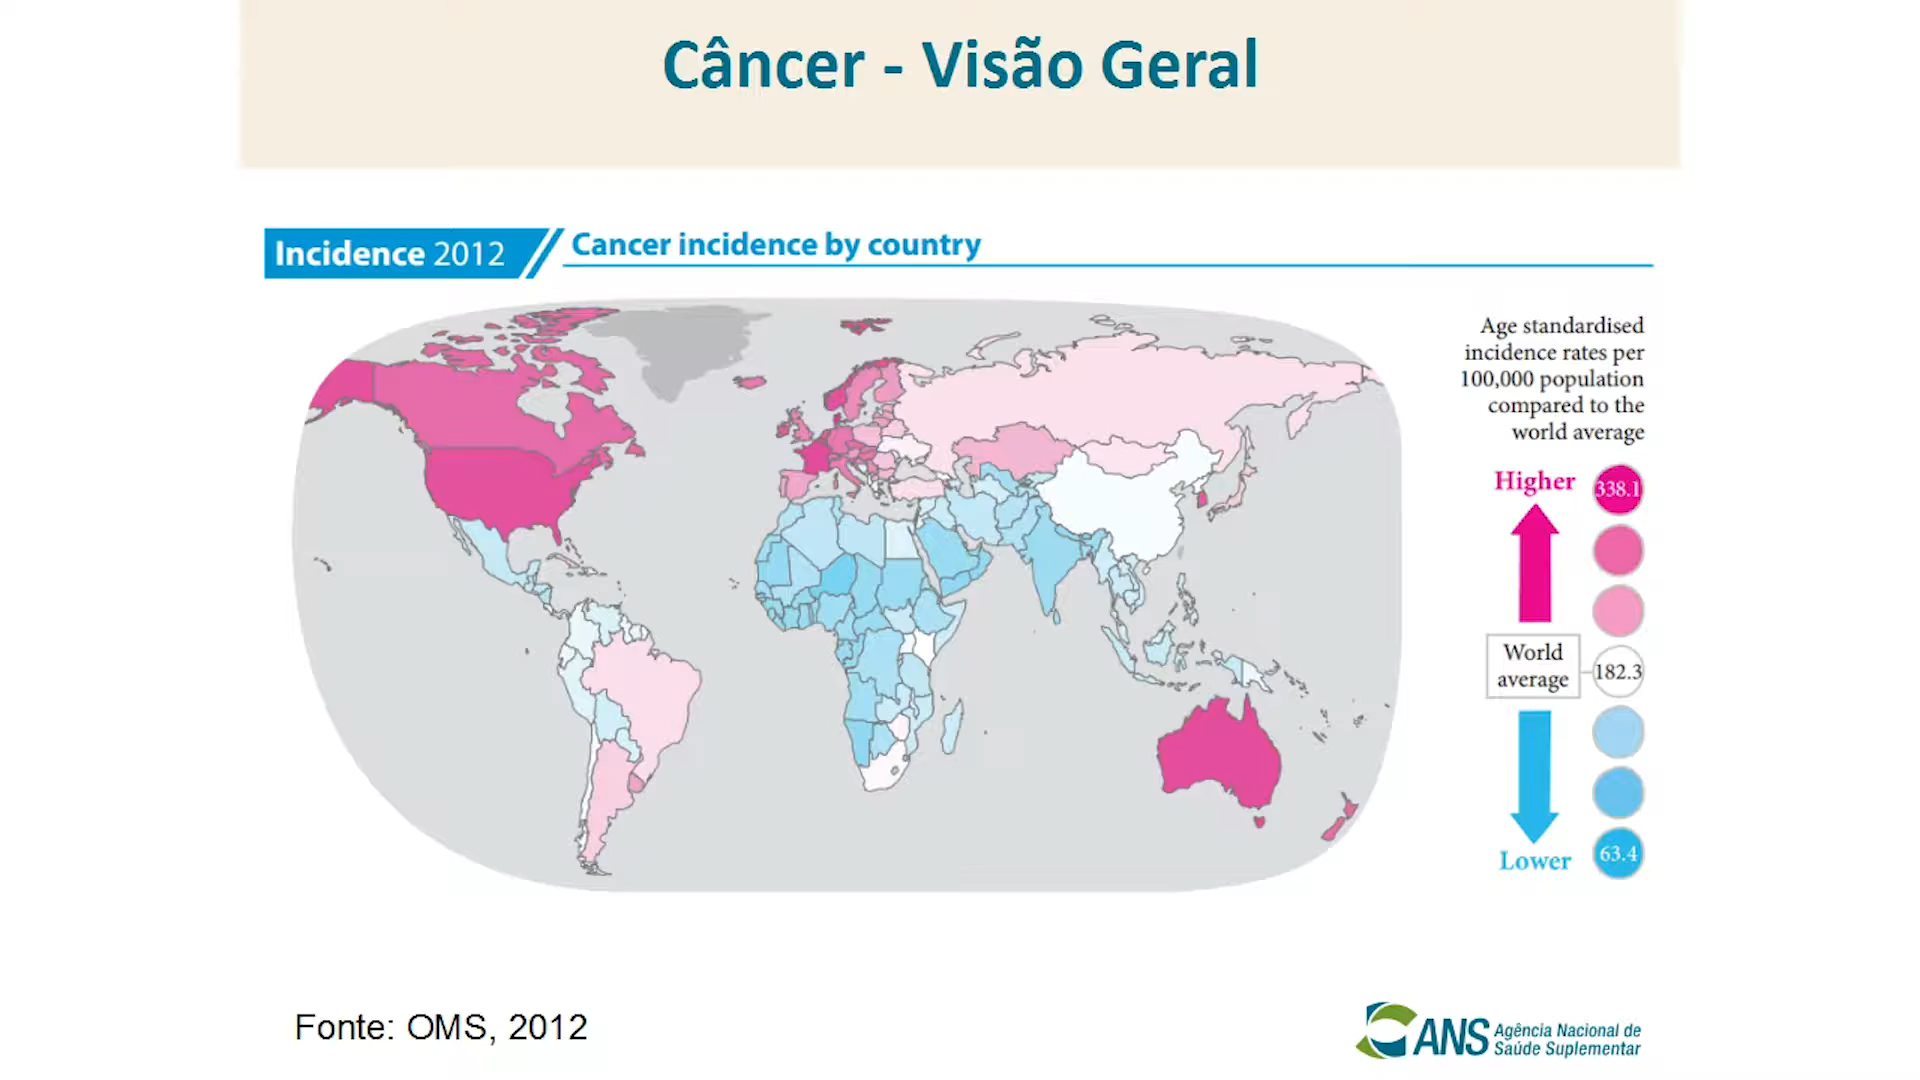 Câncer - Visão Geral
Incidence 2012
Cancer incidence by country
Age standardised
incidence rates per
100,000 population
compared to the
world average
Higher
338.1
World
average
182.3
Lower
63.4
Fonte: OMS, 2012
ANS Agência Nacional de
Saúde Suplementar